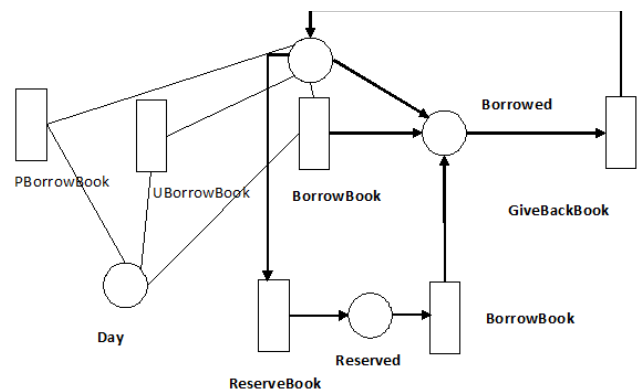 Borrowed
PBorrowBook
UBorrowBook
BorrowBook
GiveBackBook
BorrowBook
Day
Reserved
ReserveBook